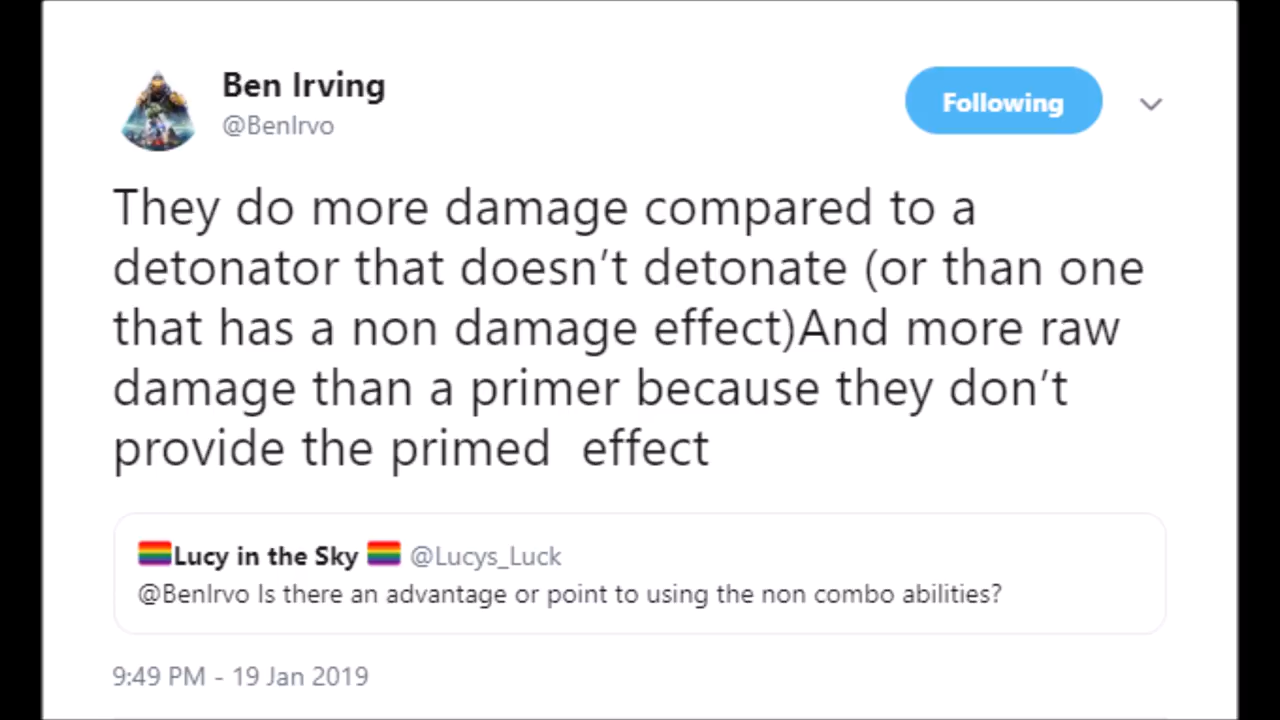 Ben Irving
@BenIrvo
Following
They do more damage compared to a
detonator that doesn’t detonate (or than one
that has a non damage effect)And more raw
damage than a primer because they don’t
provide the primed  effect
Lucy in the Sky @Lucys_Luck
@BenIrvo Is there an advantage or point to using the non combo abilities?
9:49 PM - 19 Jan 2019